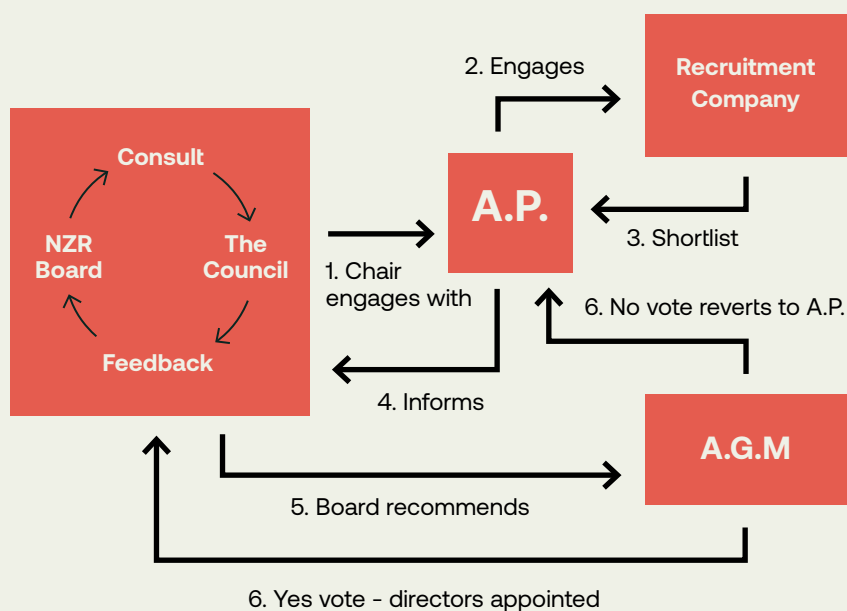 2. Engages
Recruitment
Company
Consult
A.P.
NZR
Board
The
Council
3. Shortlist
1. Chair
engages with
6. No vote reverts to A.P.
Feedback
4. Informs
A.G.M
5. Board recommends
6. Yes vote - directors appointed